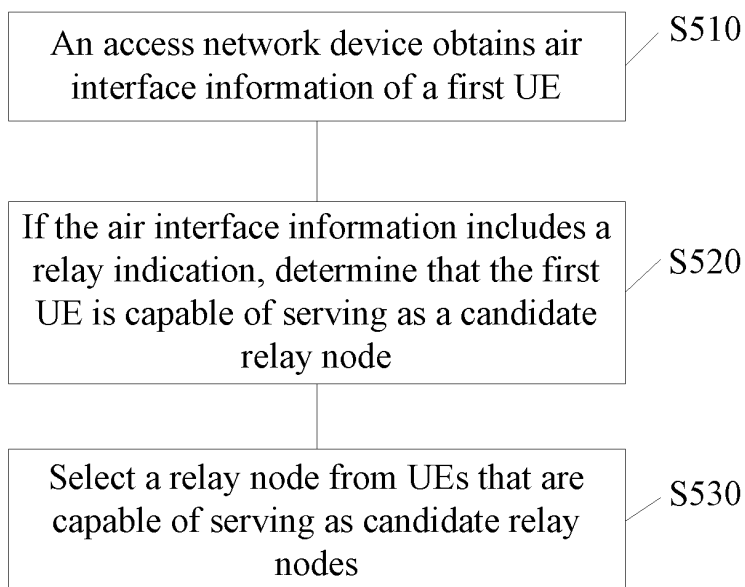 An access network device obtains air
interface information of a first UE
S510
If the air interface information includes a
relay indication, determine that the first
UE is capable of serving as a candidate
relay node
S520
Select a relay node from UEs that are
capable of serving as candidate relay
nodes
S530